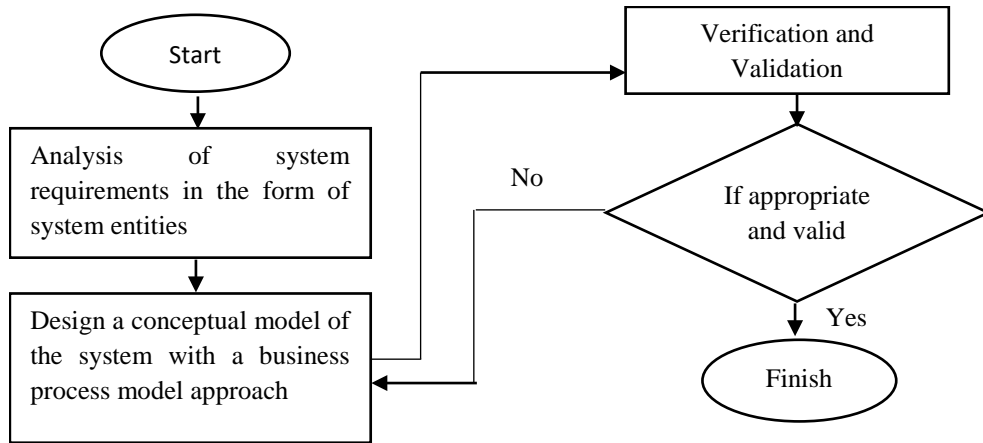 Start
Analysis of system
requirements in the form of
system entities
Design a conceptual model of
the system with a business
process model approach
Verification and
Validation
No
If appropriate
and valid
Yes
Finish